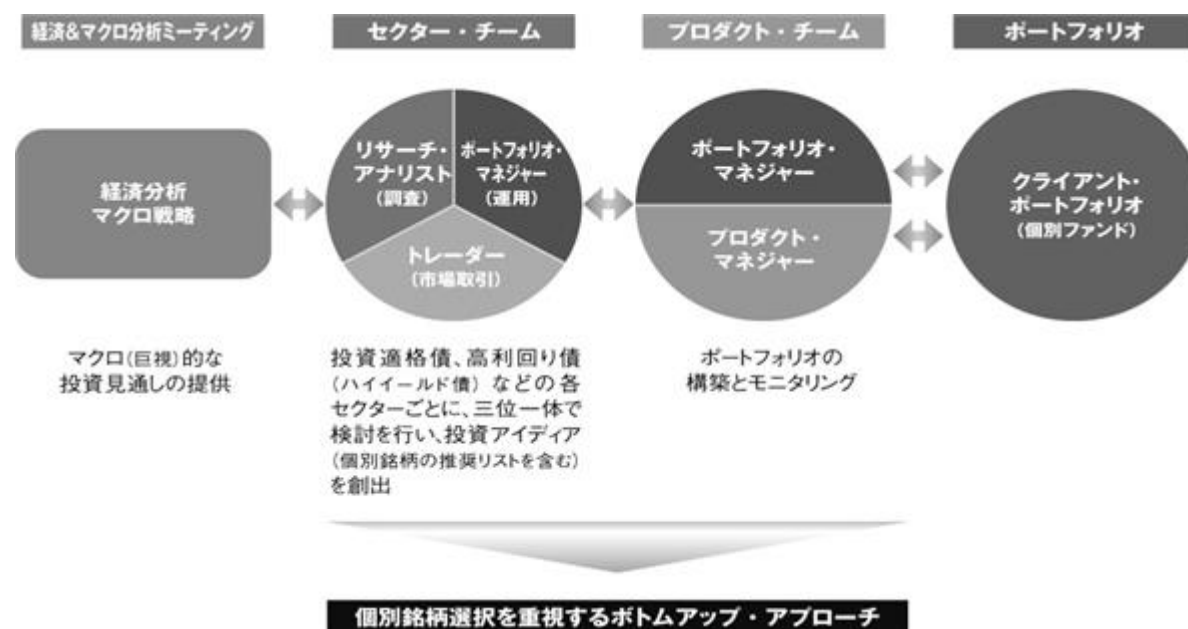 経済&マクロ分析ミーティング
セクター・チーム
プロダクト・チーム
ポートフォリオ
経済分析
マクロ戦略
リサーチ・
アナリスト
(調査)
ポートフォリオ・
マネジャー
(運用)
トレーダー
(市場取引)
ポートフォリオ・
マネジャー
プロダクト・
マネジャー
クライアント・
ポートフォリオ
(個別ファンド)
マクロ(巨視)的な
投資見通しの提供
投資適格債、高利回り債
(ハイイールド債)などの各
セクターごとに、三位一体で
検討を行い、投資アイディア
(個別銘柄の推奨リストを含む)
を創出
ポートフォリオの
構築とモニタリング
個別銘柄選択を重視するボトムアップ・アプローチ